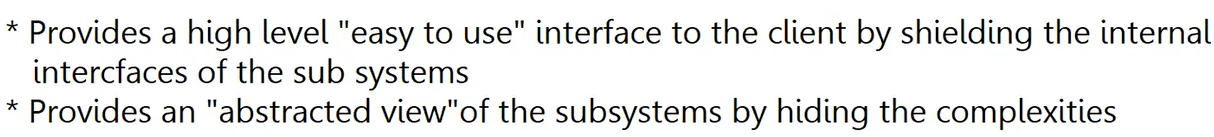 * Provides a high level "easy to use" interface to the client by shielding the internal
intercfaces of the sub systems
* Provides an "abstracted view"of the subsystems by hiding the complexities